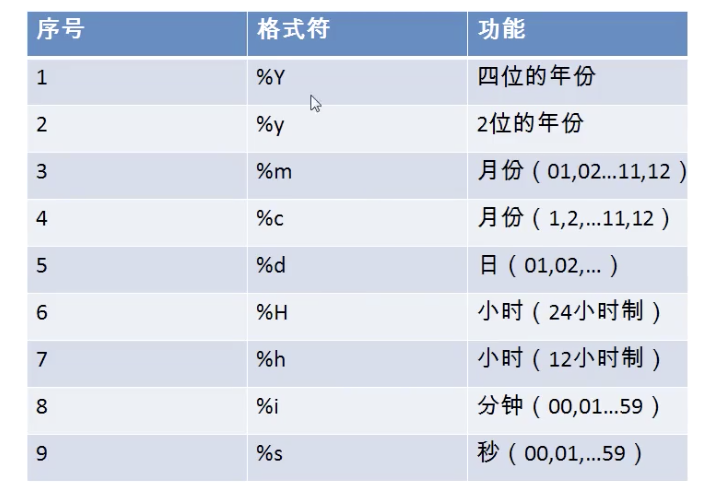 序号 格式符 功能
1 %Y 四位的年份
2 %y 2位的年份
3 %m 月份（01,02...11,12）
4 %c 月份（1,2,...11,12）
5 %d 日（01,02,...）
6 %H 小时（24小时制）
7 %h 小时（12小时制）
8 %i 分钟（00,01...59）
9 %s 秒（00,01,...59）